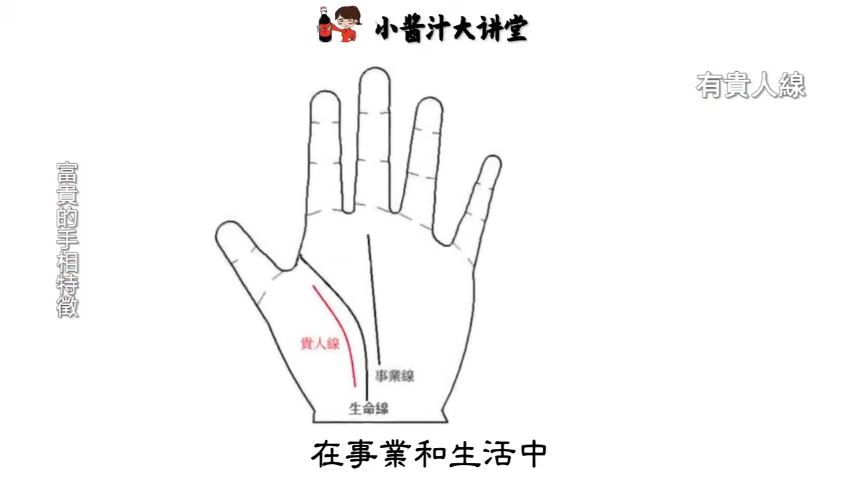 小酱汁大讲堂
有貴人線
富貴的手相特徵
貴人線
事業線
生命線
在事業和生活中